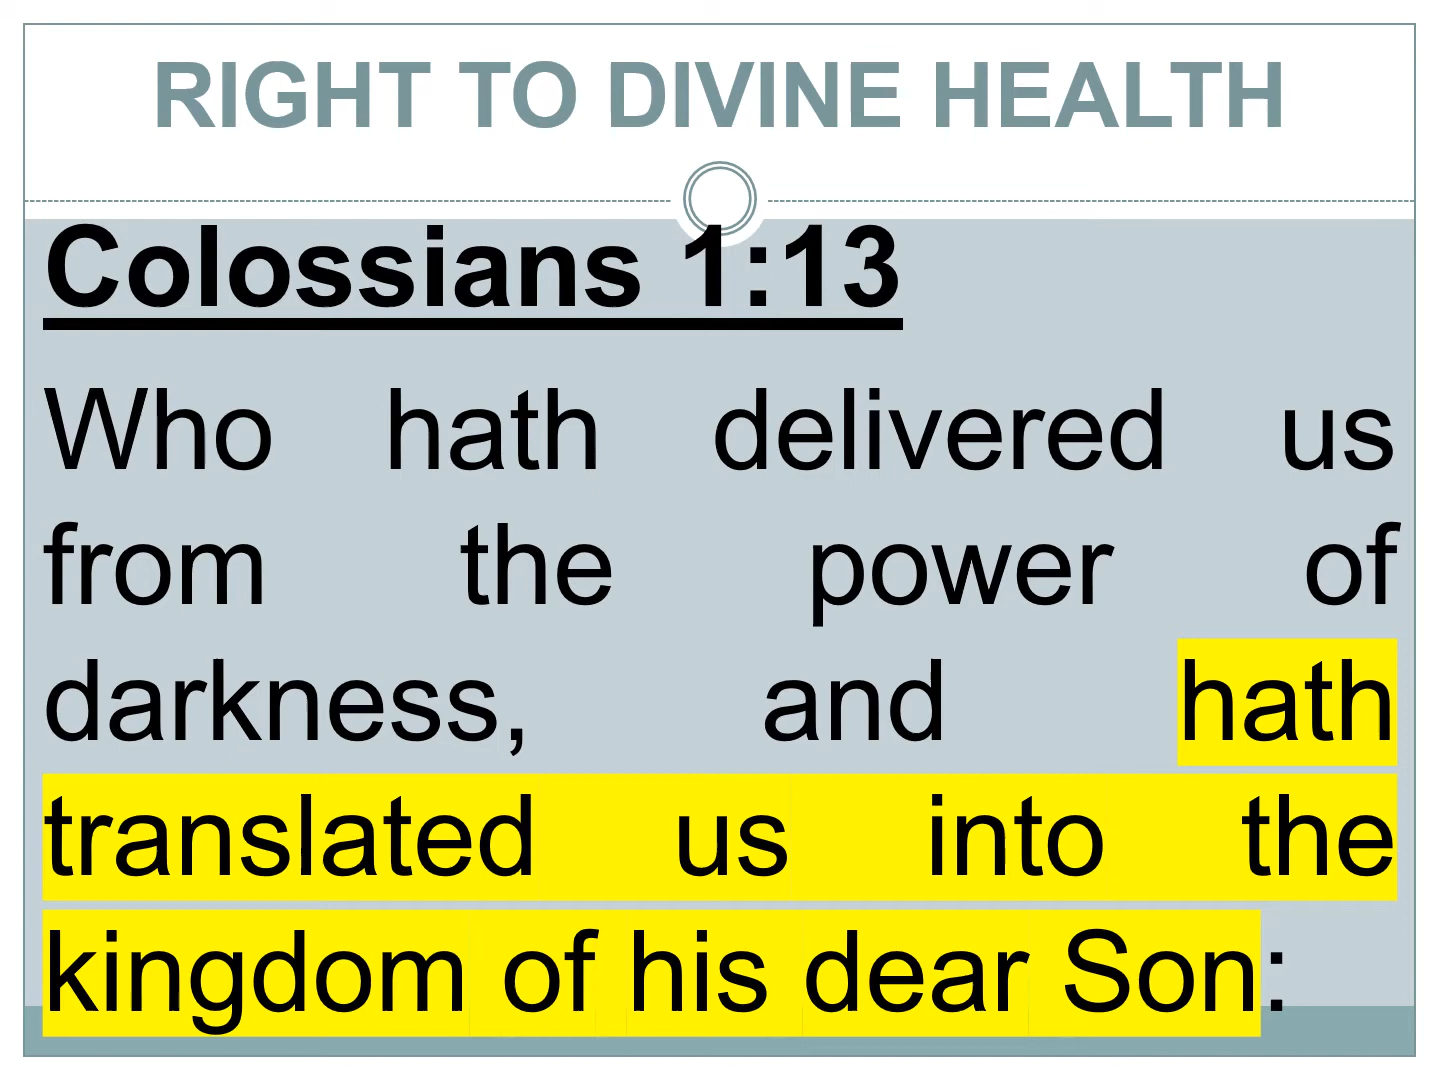 RIGHT TO DIVINE HEALTH
Colossians 1:13
Who hath delivered us
from the power of
darkness, and hath
translated us into the
kingdom of his dear Son: